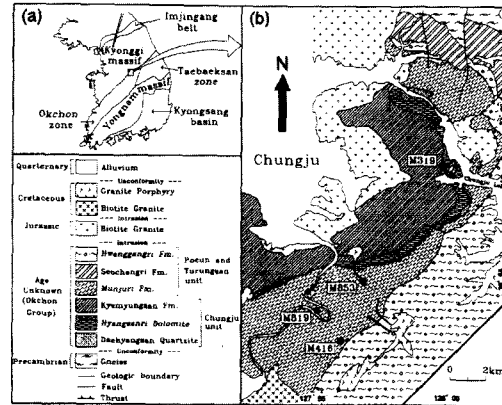 (a)
Imjingang
belt
Kyonggi
massif
Taebaeksan
zone
Yongnam massif
Okchon
zone
Kyongsang
basin
Quarternary
Alluvium
Unconformity
Cretaceous
Granite Porphyry
Biotite Granite
Intrusion
Jurassic
Biotite Granite
Intrusion
Hwanggangri Fm.
Seochangri Fm.
Munjuri Fm.
Poeun and
Turungsan
unit
Age
Unknown
(Okchon
Group)
Kyemyungsan Fm.
Hyangsanri Dolomite
Daehyangsan Quartzite
Chungju
unit
Unconformity
Precambrian
Gneiss
Geologic boundary
Fault
Thrust
(b)
N
Chungju
M319
M853
M819
M416
0 2km